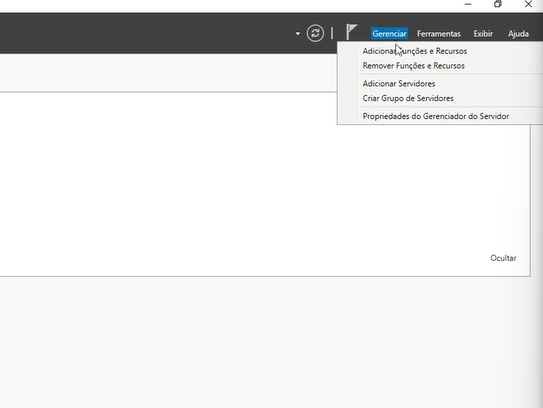 Gerenciar Ferramentas Exibir Ajuda
Adicionar Funções e Recursos
Remover Funções e Recursos
Adicionar Servidores
Criar Grupo de Servidores
Propriedades do Gerenciador do Servidor
Ocultar